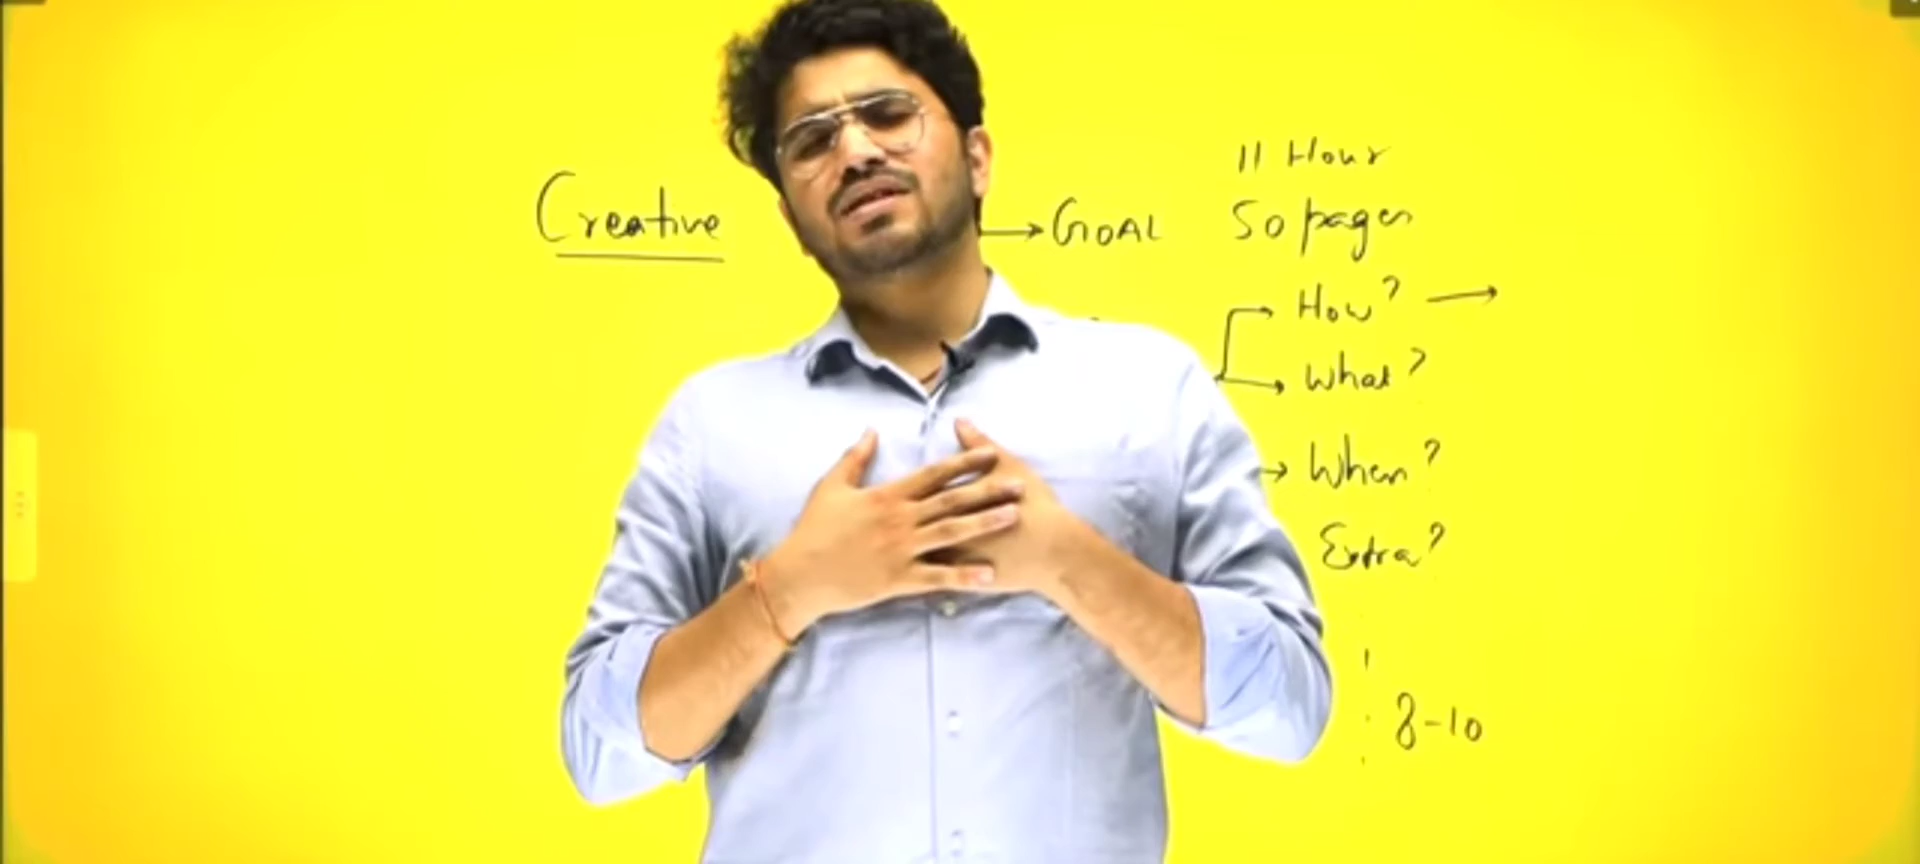 Creative
→ GOAL
11 Hour
50 pages
How? →
What?
→ When?
Extra?
8-10